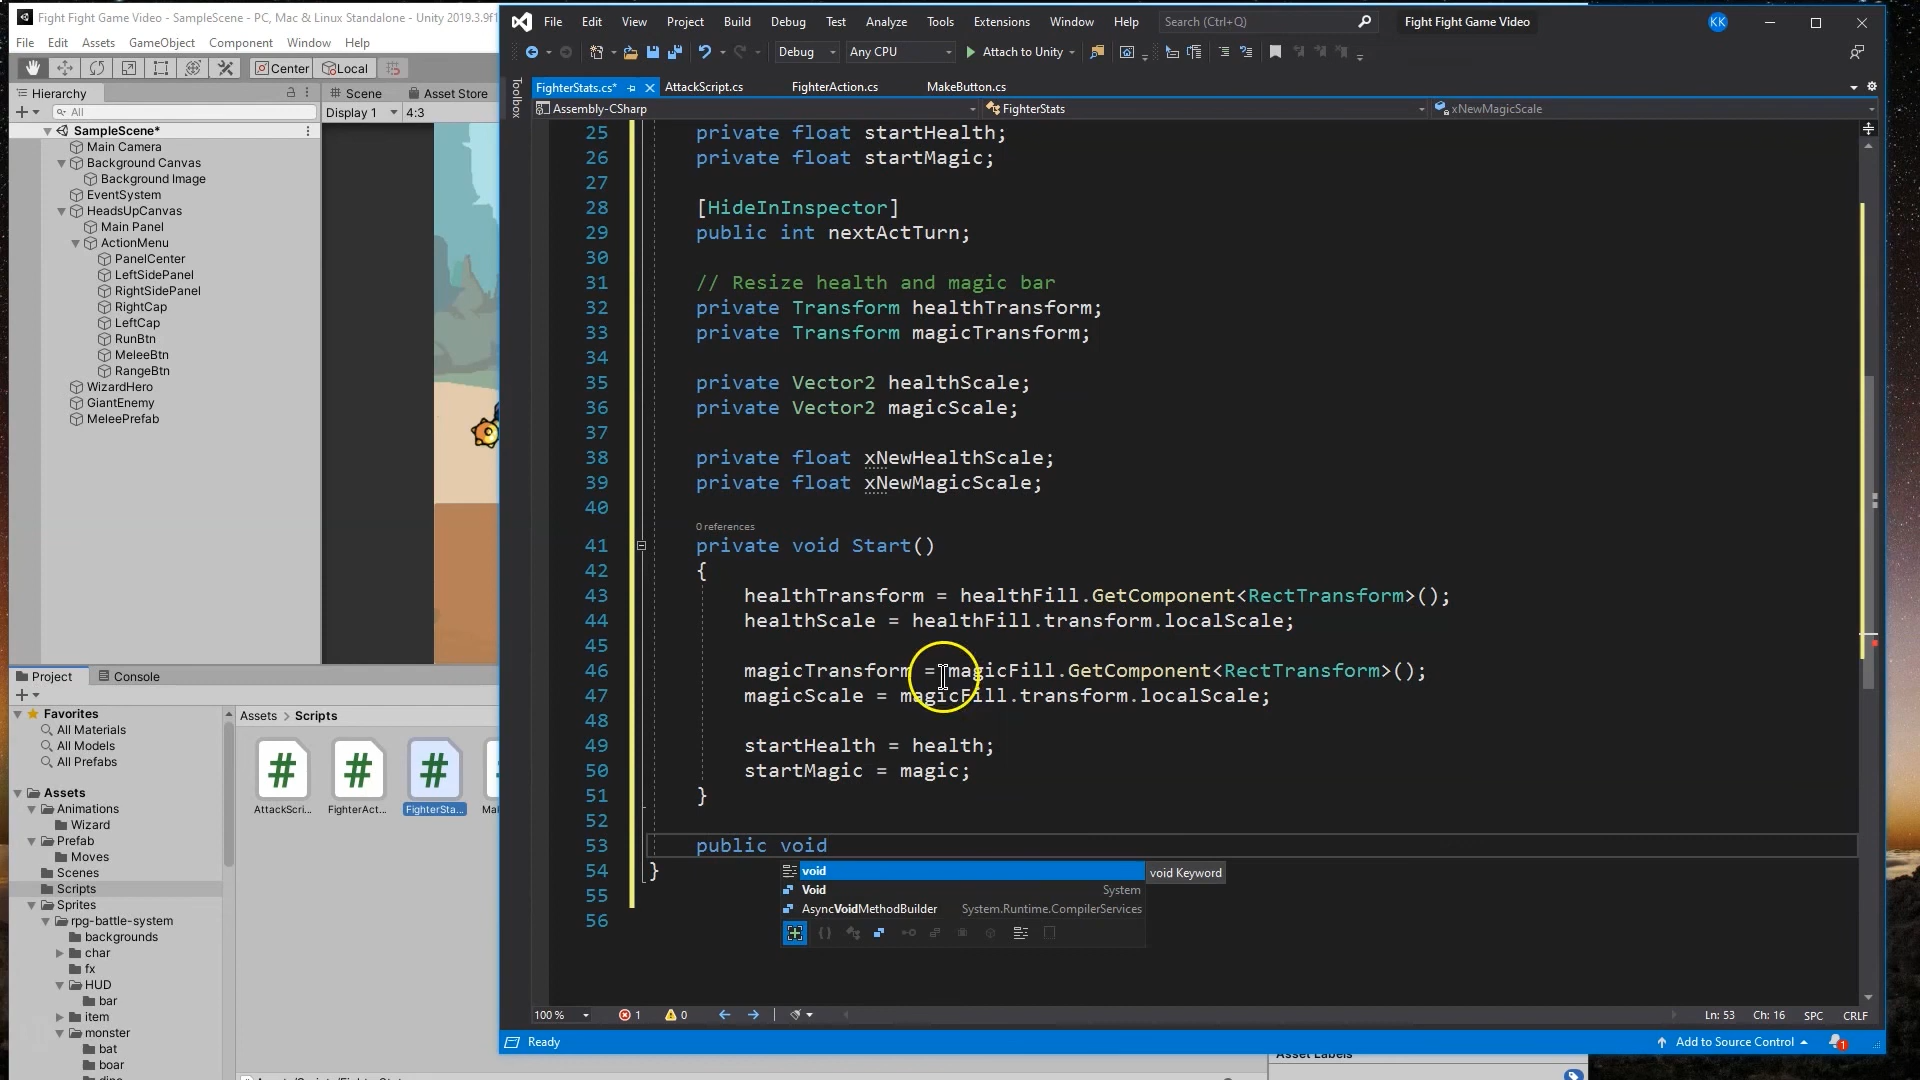 Fight Fight Game Video - SampleScene - PC, Mac & Linux Standalone - Unity 2019.3.9f1
File Edit Assets GameObject Component Window Help
Center Local
Hierarchy
All
SampleScene*
Main Camera
Background Canvas
Background Image
EventSystem
HeadsUpCanvas
Main Panel
ActionMenu
PanelCenter
LeftSidePanel
RightSidePanel
RightCap
LeftCap
RunBtn
MeleeBtn
RangeBtn
WizardHero
GiantEnemy
MeleePrefab
Scene Asset Store
Display 1 4:3
Project Console
Favorites
All Materials
All Models
All Prefabs
Assets
Animations
Wizard
Prefab
Moves
Scenes
Scripts
Sprites
rpg-battle-system
backgrounds
char
fx
HUD
bar
item
monster
bat
boar
Assets > Scripts
AttackScri... FighterAct... FighterSta...
File Edit View Project Build Debug Test Analyze Tools Extensions Window Help Search (Ctrl+Q) Fight Fight Game Video KK
Debug Any CPU Attach to Unity
Toolbox
FighterStats.cs* AttackScript.cs FighterAction.cs MakeButton.cs
Assembly-CSharp FighterStats xNewMagicScale
25 private float startHealth;
26 private float startMagic;
27
28 [HideInInspector]
29 public int nextActTurn;
30
31 // Resize health and magic bar
32 private Transform healthTransform;
33 private Transform magicTransform;
34
35 private Vector2 healthScale;
36 private Vector2 magicScale;
37
38 private float xNewHealthScale;
39 private float xNewMagicScale;
40
0 references
41 private void Start()
42 {
43 healthTransform = healthFill.GetComponent<RectTransform>();
44 healthScale = healthFill.transform.localScale;
45
46 magicTransform = magicFill.GetComponent<RectTransform>();
47 magicScale = magicFill.transform.localScale;
48
49 startHealth = health;
50 startMagic = magic;
51 }
52
53 public void
54 }
55
56
void void Keyword
Void System
AsyncVoidMethodBuilder System.Runtime.CompilerServices
100 % 1 0 Ln: 53 Ch: 16 SPC CRLF
Ready Add to Source Control 1
Asset Labels